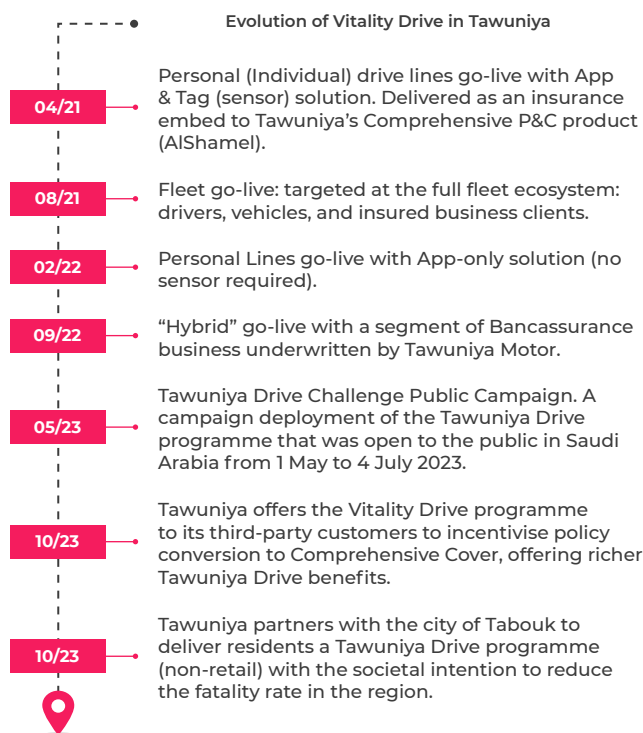 Evolution of Vitality Drive in Tawuniya
04/21
Personal (Individual) drive lines go-live with App
& Tag (sensor) solution. Delivered as an insurance
embed to Tawuniya's Comprehensive P&C product
(AlShamel).
08/21
Fleet go-live: targeted at the full fleet ecosystem:
drivers, vehicles, and insured business clients.
02/22
Personal Lines go-live with App-only solution (no
sensor required).
09/22
“Hybrid” go-live with a segment of Bancassurance
business underwritten by Tawuniya Motor.
05/23
Tawuniya Drive Challenge Public Campaign. A
campaign deployment of the Tawuniya Drive
programme that was open to the public in Saudi
Arabia from 1 May to 4 July 2023.
10/23
Tawuniya offers the Vitality Drive programme
to its third-party customers to incentivise policy
conversion to Comprehensive Cover, offering richer
Tawuniya Drive benefits.
10/23
Tawuniya partners with the city of Tabouk to
deliver residents a Tawuniya Drive programme
(non-retail) with the societal intention to reduce
the fatality rate in the region.